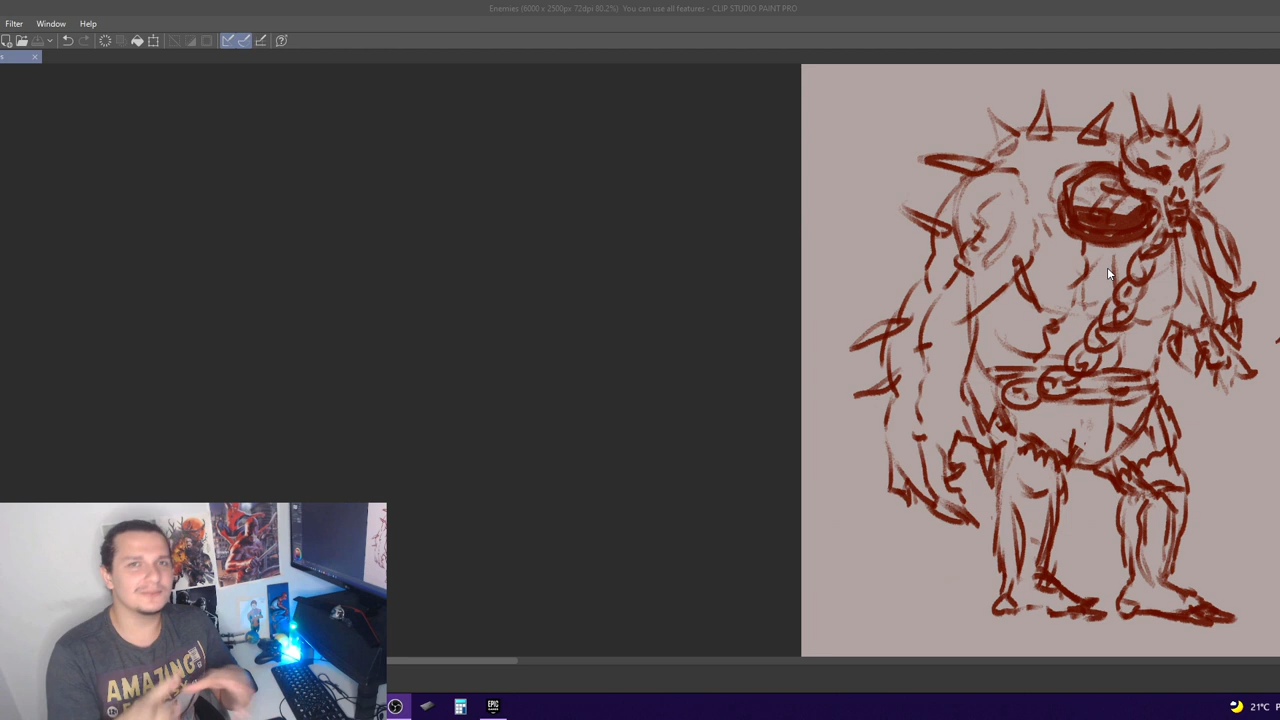 Enemies (6000 x 2500px 72dpi 80.2%) You can use all features - CLIP STUDIO PAINT PRO
Filter Window Help
s
AMAZING
EPIC
21°C